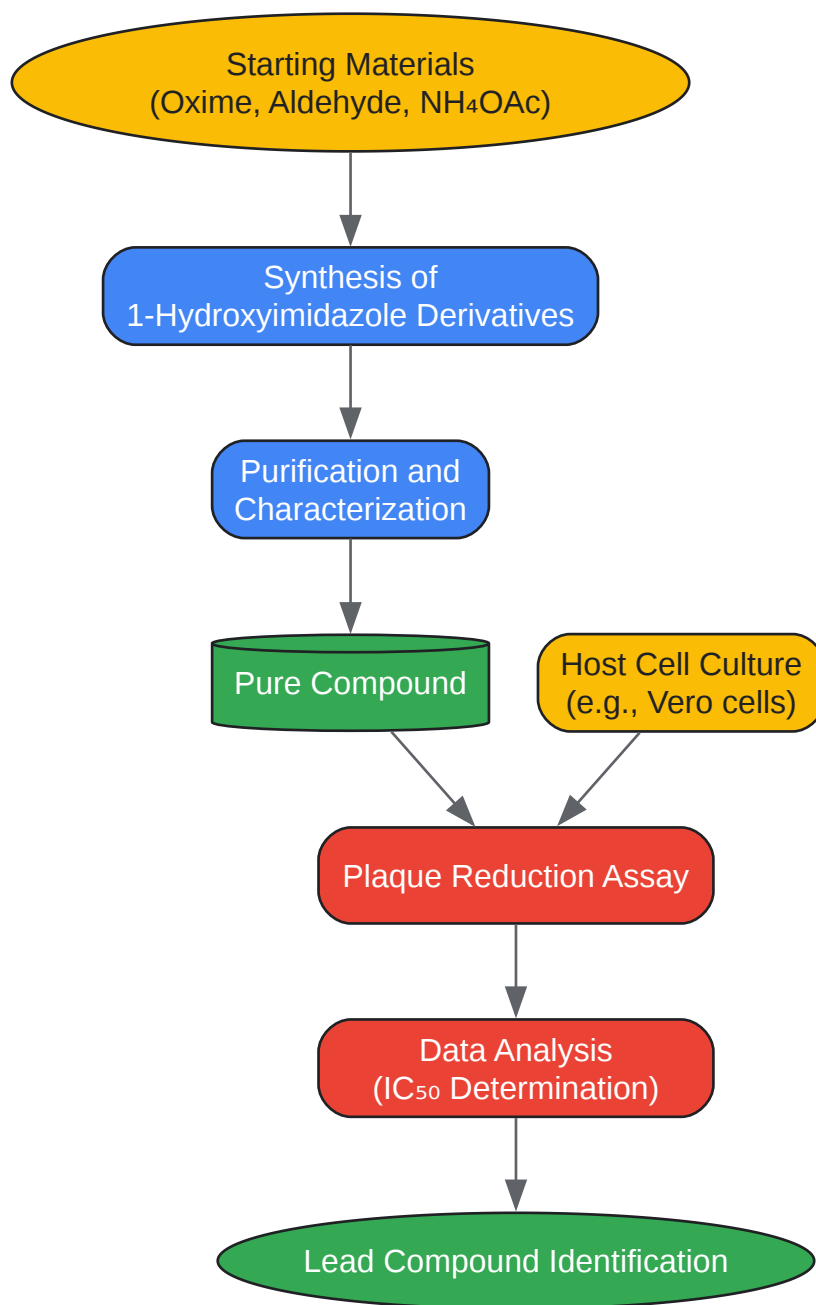 Starting Materials
(Oxime, Aldehyde, NH₄OAc)
Synthesis of
1-Hydroxyimidazole Derivatives
Purification and
Characterization
Pure Compound
Host Cell Culture
(e.g., Vero cells)
Plaque Reduction Assay
Data Analysis
(IC₅₀ Determination)
Lead Compound Identification